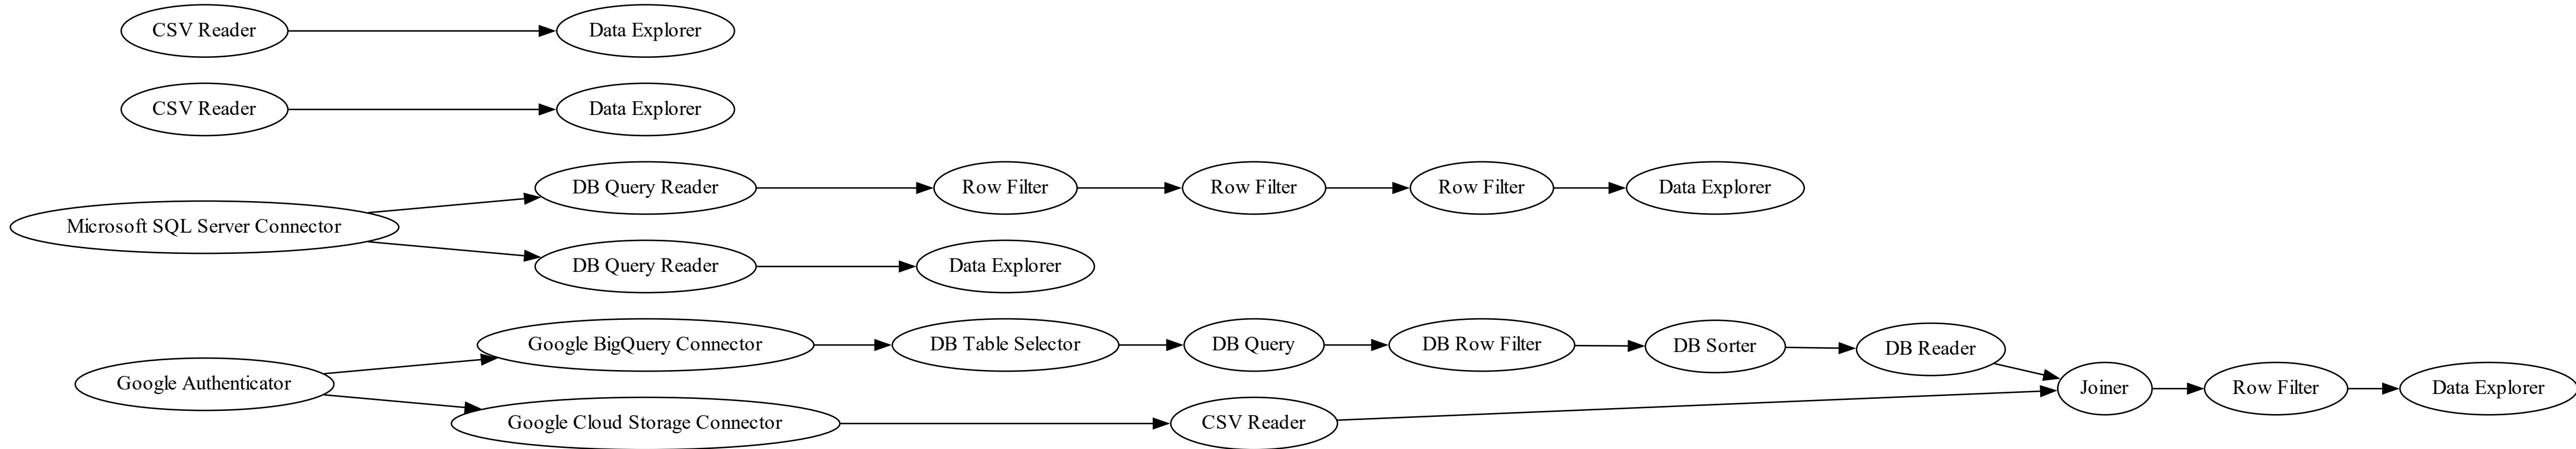 CSV Reader
Data Explorer
CSV Reader
Data Explorer
DB Query Reader
Row Filter
Row Filter
Row Filter
Data Explorer
Microsoft SQL Server Connector
DB Query Reader
Data Explorer
Google BigQuery Connector
DB Table Selector
DB Query
DB Row Filter
DB Sorter
DB Reader
Google Authenticator
Joiner
Row Filter
Data Explorer
Google Cloud Storage Connector
CSV Reader